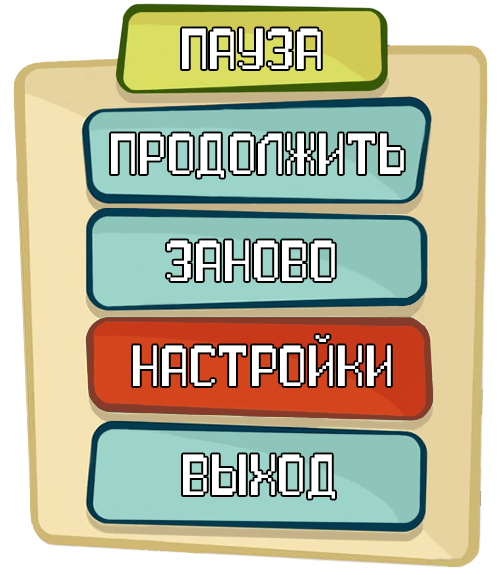 ПАУЗА
ПРОДОЛЖИТЬ
ЗАНОВО
НАСТРОЙКИ
ВЫХОД